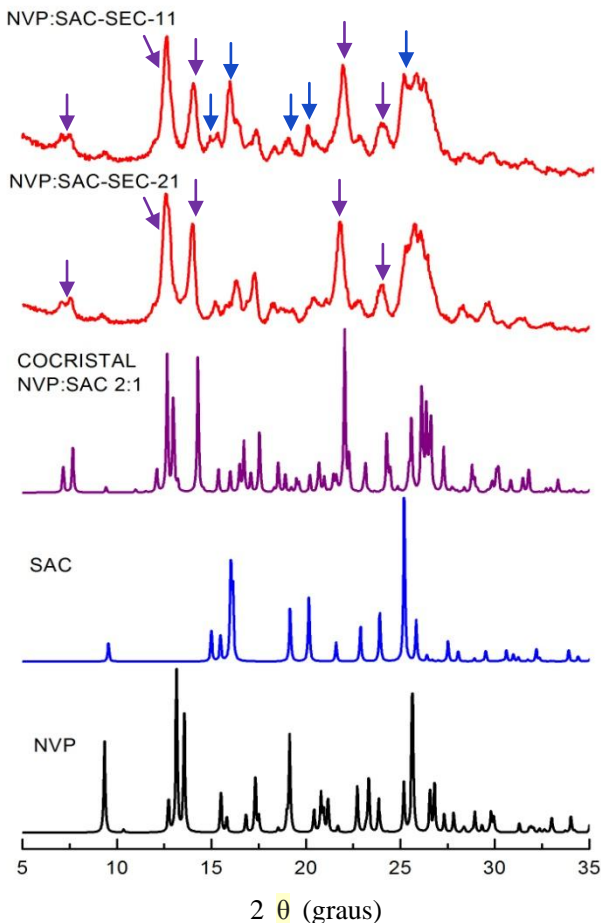 NVP:SAC-SEC-11
NVP:SAC-SEC-21
COCRISTAL
NVP:SAC 2:1
SAC
NVP
5 10 15 20 25 30 35
2 θ (graus)